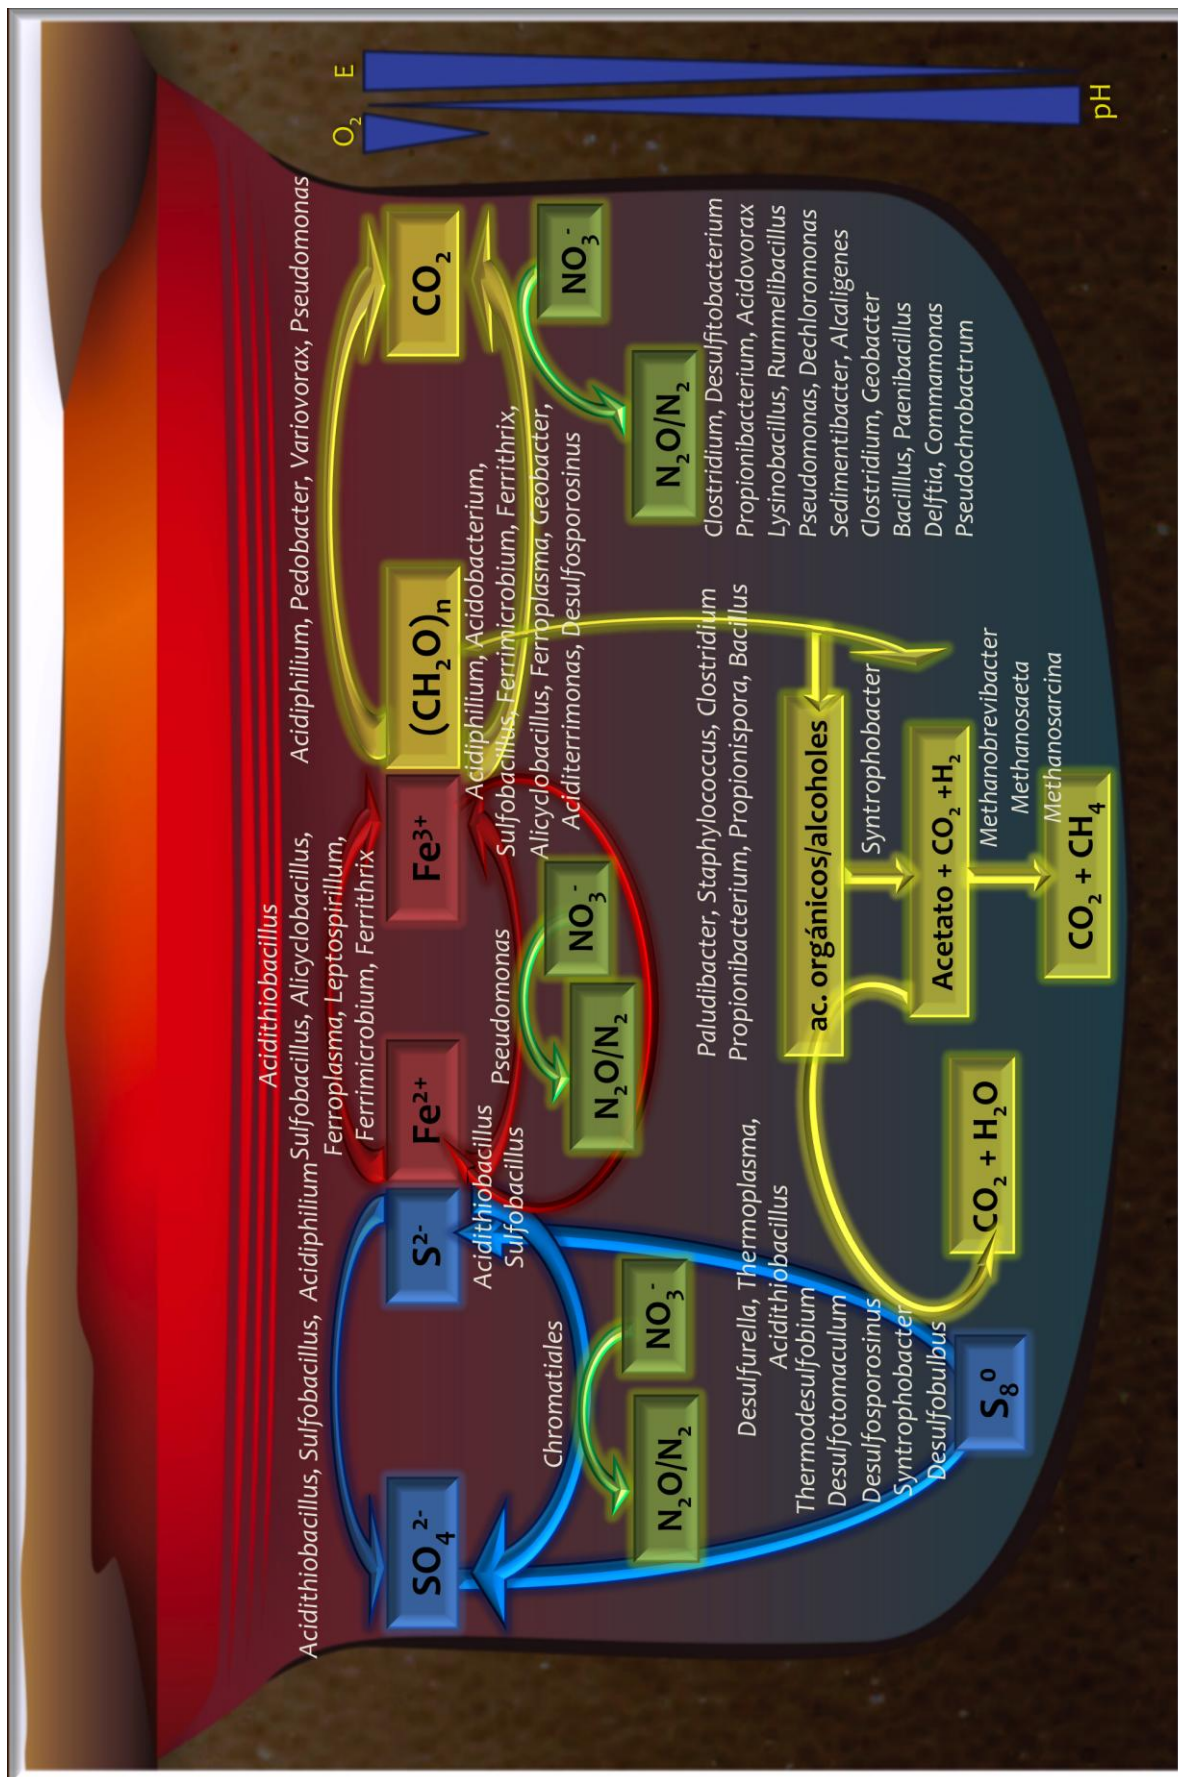 Acidithiobacillus
Acidithiobacillus, Sulfobacillus, Acidiphilium
Sulfobacillus, Alicyclobacillus,
Ferroplasma, Leptospirillum,
Ferrimicrobium, Ferrithrix
Acidiphilium, Pedobacter, Variovorax, Pseudomonas
O₂
E
pH
SO₄²⁻
S²⁻
Fe²⁺
Fe³⁺
(CH₂O)n
CO₂
Acidithiobacillus
Sulfobacillus
Pseudomonas
Acidiphilium, Acidobacterium,
Sulfobacillus, Ferrimicrobium, Ferrithrix,
Alicyclobacillus, Ferroplasma, Geobacter,
Aciditerrimonas, Desulfosporosinus
Chromatiales
N₂O/N₂
NO₃⁻
N₂O/N₂
NO₃⁻
N₂O/N₂
NO₃⁻
Desulfurella, Thermoplasma,
Acidithiobacillus
Thermodesulfobium
Desulfotomaculum
Desulfosporosinus
Syntrophobacter
Desulfobulbus
S₈⁰
Paludibacter, Staphylococcus, Clostridium
Propionibacterium, Propionispora, Bacillus
ac. orgánicos/alcoholes
Syntrophobacter
Acetato + CO₂ +H₂
Methanobrevibacter
Methanosaeta
Methanosarcina
CO₂ + H₂O
CO₂ + CH₄
Clostridium, Desulfitobacterium
Propionibacterium, Acidovorax
Lysinobacillus, Rummelibacillus
Pseudomonas, Dechloromonas
Sedimentibacter, Alcaligenes
Clostridium, Geobacter
Bacillus, Paenibacillus
Delftia, Commamonas
Pseudochrobactrum